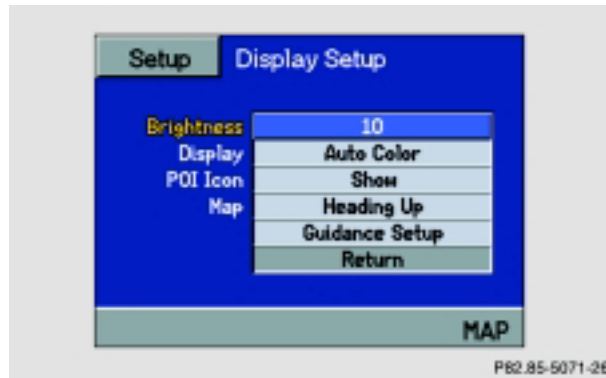 Setup Display Setup
Brightness 10
Display Auto Color
POI Icon Show
Map Heading Up
Guidance Setup
Return
MAP
P82.85-5071-26